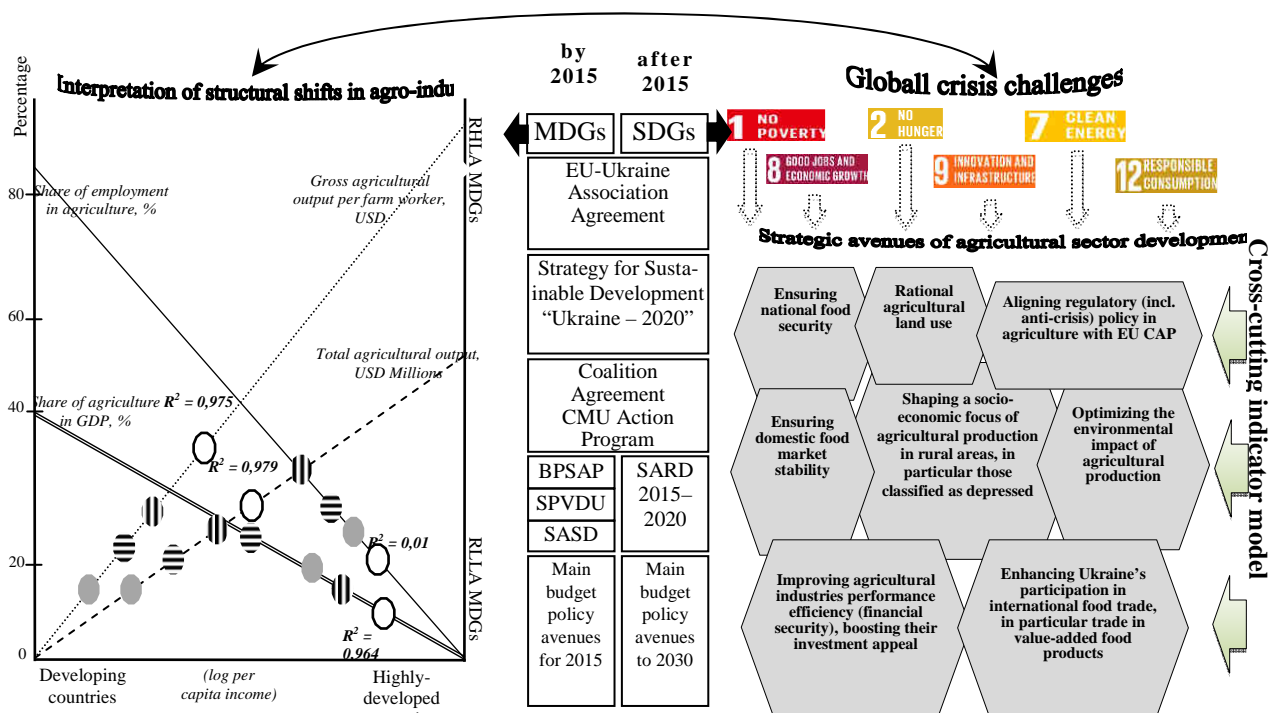 Interpretation of structural shifts in agro-indu
Percentage
80
60
40
20
0
Share of employment
in agriculture, %
Gross agricultural
output per farm worker,
USD
Total agricultural output,
USD Millions
Share of agriculture
in GDP, %
R² = 0,975
R² = 0,979
R² = 0,01
R² =
0,964
RHLA MDGs
RLLA MDGs
Developing
countries
(log per
capita income)
Highly-
developed
by
2015
after
2015
MDGs
SDGs
EU-Ukraine
Association
Agreement
Strategy for Susta-
inable Development
“Ukraine – 2020”
Coalition
Agreement
CMU Action
Program
BPSAP
SPVDU
SASD
SARD
2015–
2020
Main
budget
policy
avenues
for 2015
Main
budget
policy
avenues
to 2030
Globall crisis challenges
1 NO
POVERTY
2 NO
HUNGER
7 CLEAN
ENERGY
8 GOOD JOBS AND
ECONOMIC GROWTH
9 INNOVATION AND
INFRASTRUCTURE
12 RESPONSIBLE
CONSUMPTION
Strategic avenues of agricultural sector developmen
Ensuring
national food
security
Rational
agricultural
land use
Aligning regulatory (incl.
anti-crisis) policy in
agriculture with EU CAP
Ensuring
domestic food
market
stability
Shaping a socio-
economic focus of
agricultural production
in rural areas, in
particular those
classified as depressed
Optimizing the
environmental
impact of
agricultural
production
Improving agricultural
industries performance
efficiency (financial
security), boosting their
investment appeal
Enhancing Ukraine’s
participation in
international food trade,
in particular trade in
value-added food
products
Cross-cutting indicator model